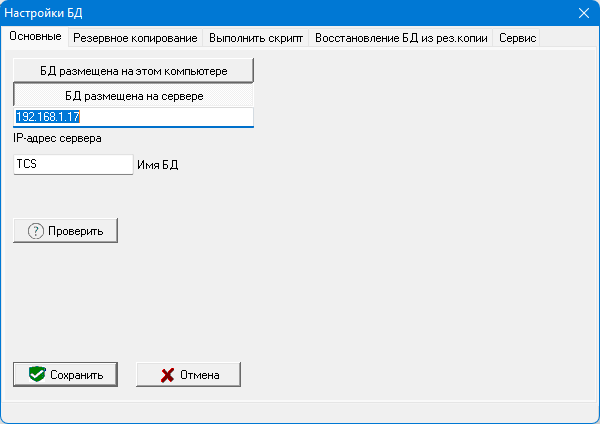 Настройки БД
Основные Резервное копирование Выполнить скрипт Восстановление БД из рез.копии Сервис
БД размещена на этом компьютере
БД размещена на сервере
192.168.1.17
IP-адрес сервера
TCS Имя БД
? Проверить
Сохранить Отмена